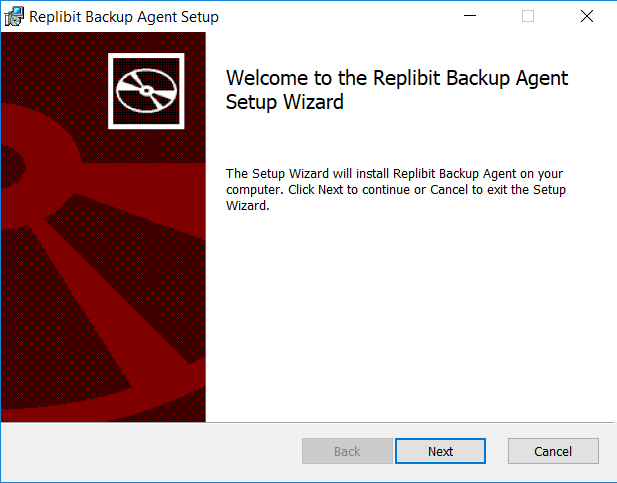 Replibit Backup Agent Setup
Welcome to the Replibit Backup Agent
Setup Wizard
The Setup Wizard will install Replibit Backup Agent on your
computer. Click Next to continue or Cancel to exit the Setup
Wizard.
Back
Next
Cancel